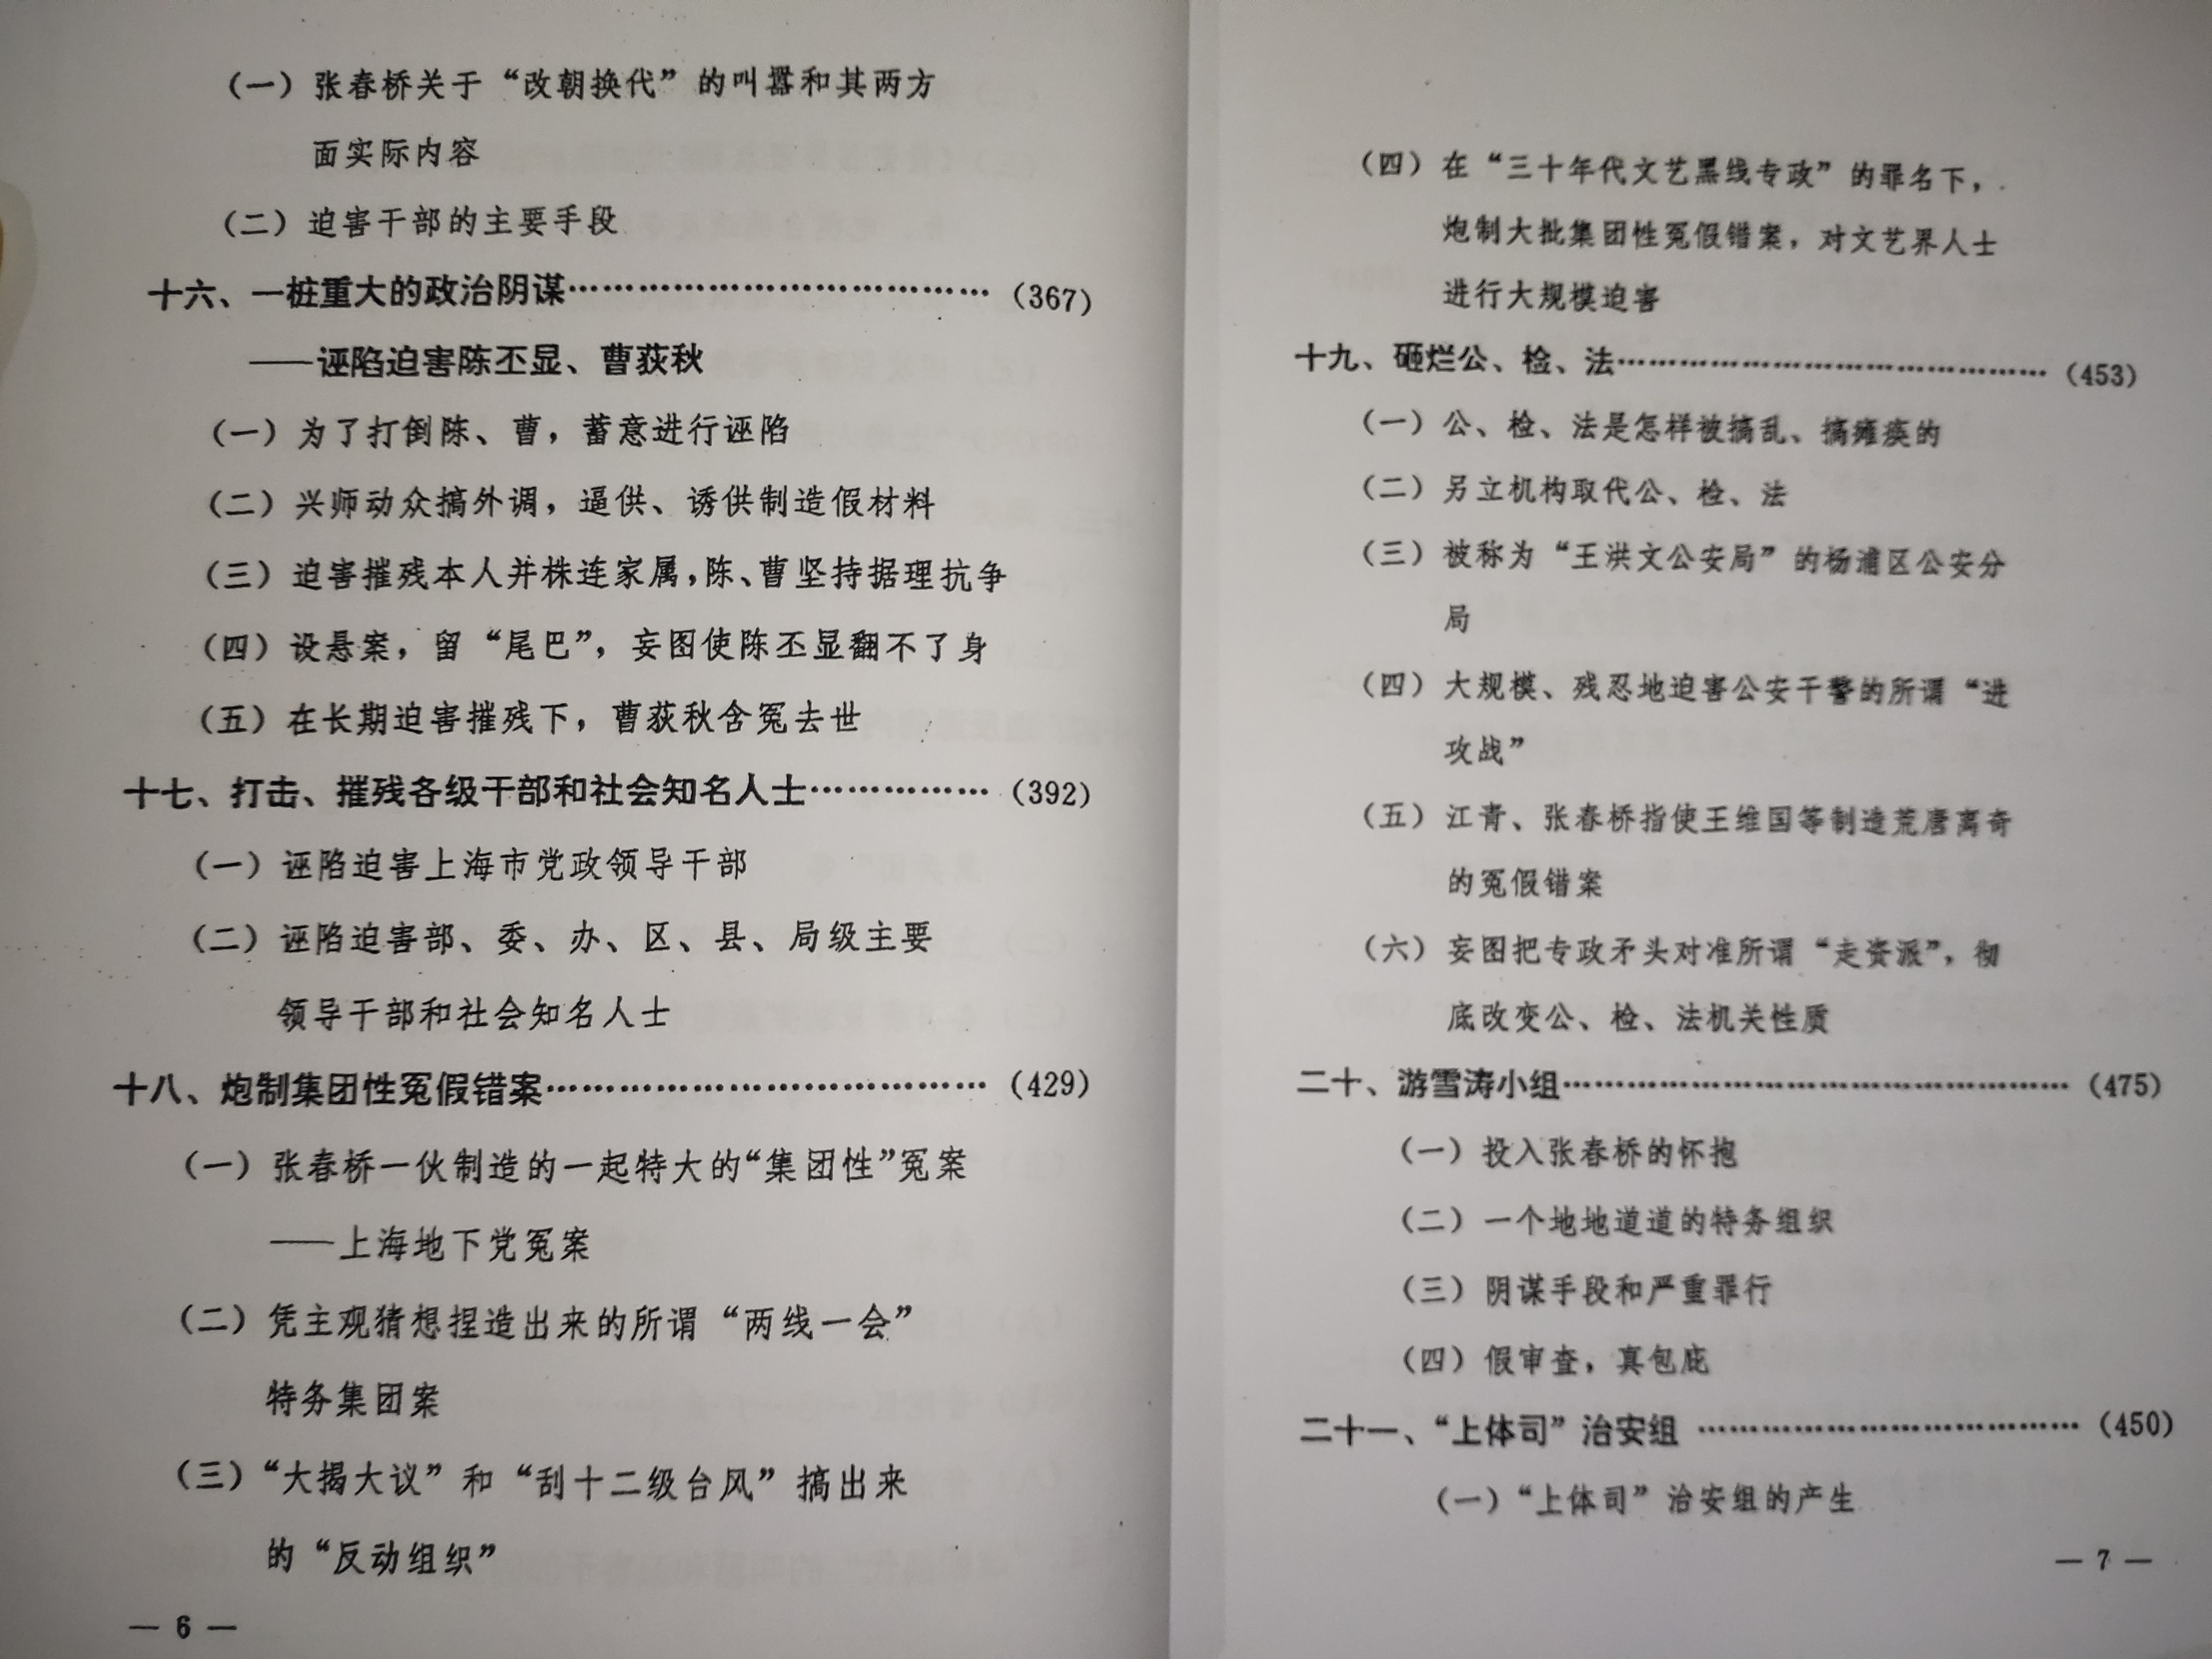 （一）张春桥关于“改朝换代”的叫嚣和其两方
面实际内容
（二）迫害干部的主要手段
十六、一桩重大的政治阴谋…………………………………（367）
——诬陷迫害陈丕显、曹荻秋
（一）为了打倒陈、曹，蓄意进行诬陷
（二）兴师动众搞外调，逼供、诱供制造假材料
（三）迫害摧残本人并株连家属，陈、曹坚持据理抗争
（四）设悬案，留“尾巴”，妄图使陈丕显翻不了身
（五）在长期迫害摧残下，曹荻秋含冤去世
十七、打击、摧残各级干部和社会知名人士……………（392）
（一）诬陷迫害上海市党政领导干部
（二）诬陷迫害部、委、办、区、县、局级主要
领导干部和社会知名人士
十八、炮制集团性冤假错案…………………………………（429）
（一）张春桥一伙制造的一起特大的“集团性”冤案
——上海地下党冤案
（二）凭主观猜想捏造出来的所谓“两线一会”
特务集团案
（三）“大揭大议”和“刮十二级台风”搞出来
的“反动组织”
— 6 —
（四）在“三十年代文艺黑线专政”的罪名下，
炮制大批集团性冤假错案，对文艺界人士
进行大规模迫害
十九、砸烂公、检、法………………………………………（453）
（一）公、检、法是怎样被搞乱、搞瘫痪的
（二）另立机构取代公、检、法
（三）被称为“王洪文公安局”的杨浦区公安分
局
（四）大规模、残忍地迫害公安干警的所谓“进
攻战”
（五）江青、张春桥指使王维国等制造荒唐离奇
的冤假错案
（六）妄图把专政矛头对准所谓“走资派”，彻
底改变公、检、法机关性质
二十、游雪涛小组……………………………………………（475）
（一）投入张春桥的怀抱
（二）一个地地道道的特务组织
（三）阴谋手段和严重罪行
（四）假审查，真包庇
二十一、“上体司”治安组…………………………………（450）
（一）“上体司”治安组的产生
— 7 —